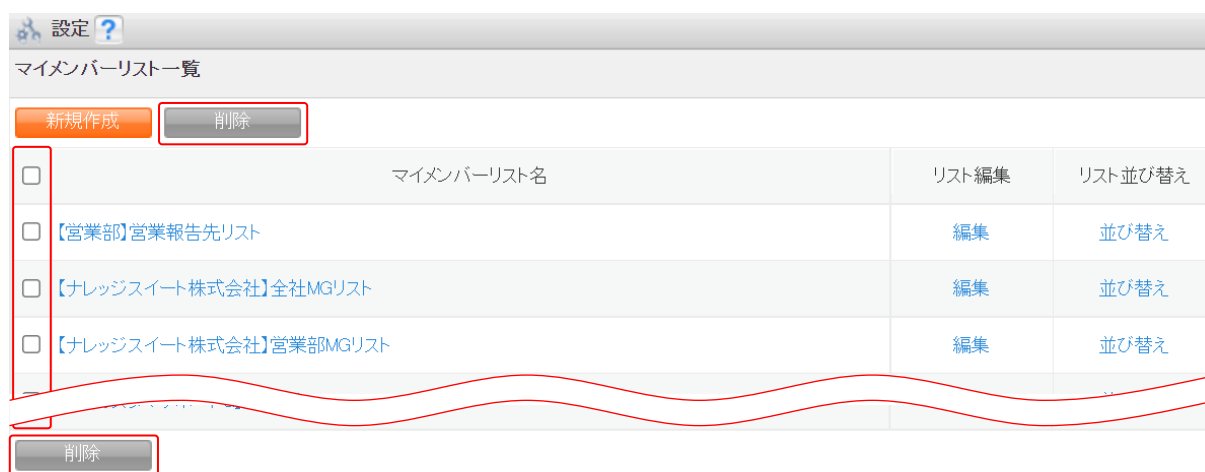 設定 ?
マイメンバーリスト一覧
新規作成 削除
マイメンバーリスト名 リスト編集 リスト並び替え
【営業部】営業報告先リスト 編集 並び替え
【ナレッジスイート株式会社】全社MGリスト 編集 並び替え
【ナレッジスイート株式会社】営業部MGリスト 編集 並び替え
削除